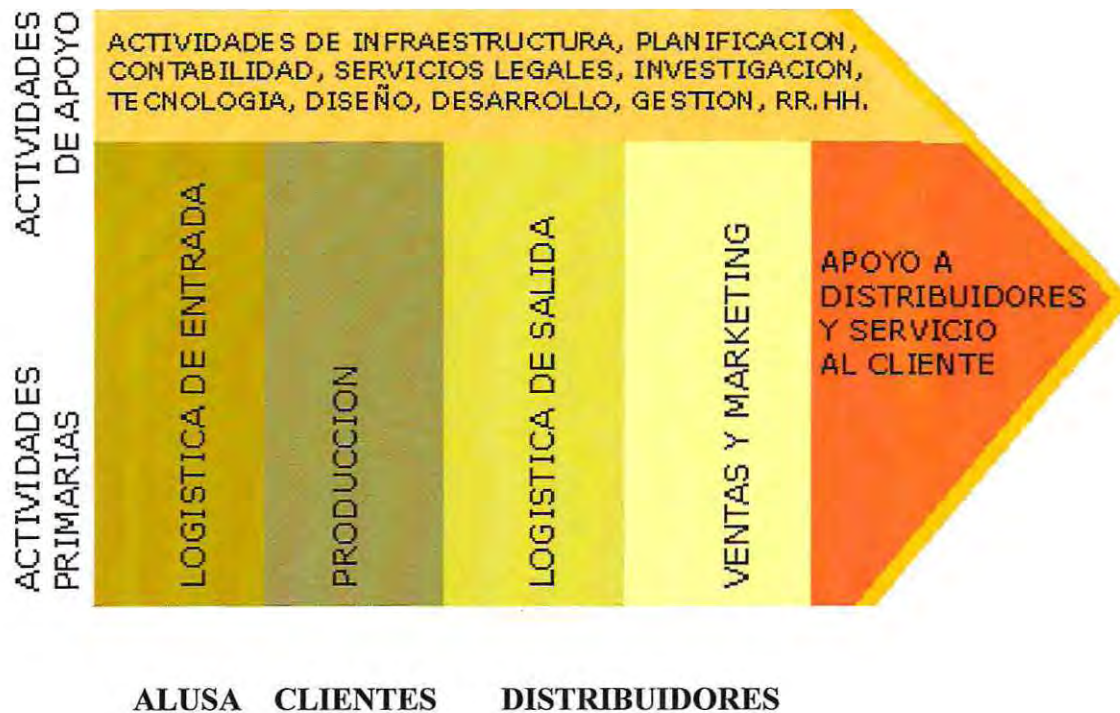 ACTIVIDADES
DE APOYO
ACTIVIDADES DE INFRAESTRUCTURA, PLANIFICACION,
CONTABILIDAD, SERVICIOS LEGALES, INVESTIGACION,
TECNOLOGIA, DISEÑO, DESARROLLO, GESTION, RR.HH.
ACTIVIDADES
PRIMARIAS
LOGISTICA DE ENTRADA
PRODUCCION
LOGISTICA DE SALIDA
VENTAS Y MARKETING
APOYO A
DISTRIBUIDORES
Y SERVICIO
AL CLIENTE
ALUSA CLIENTES DISTRIBUIDORES